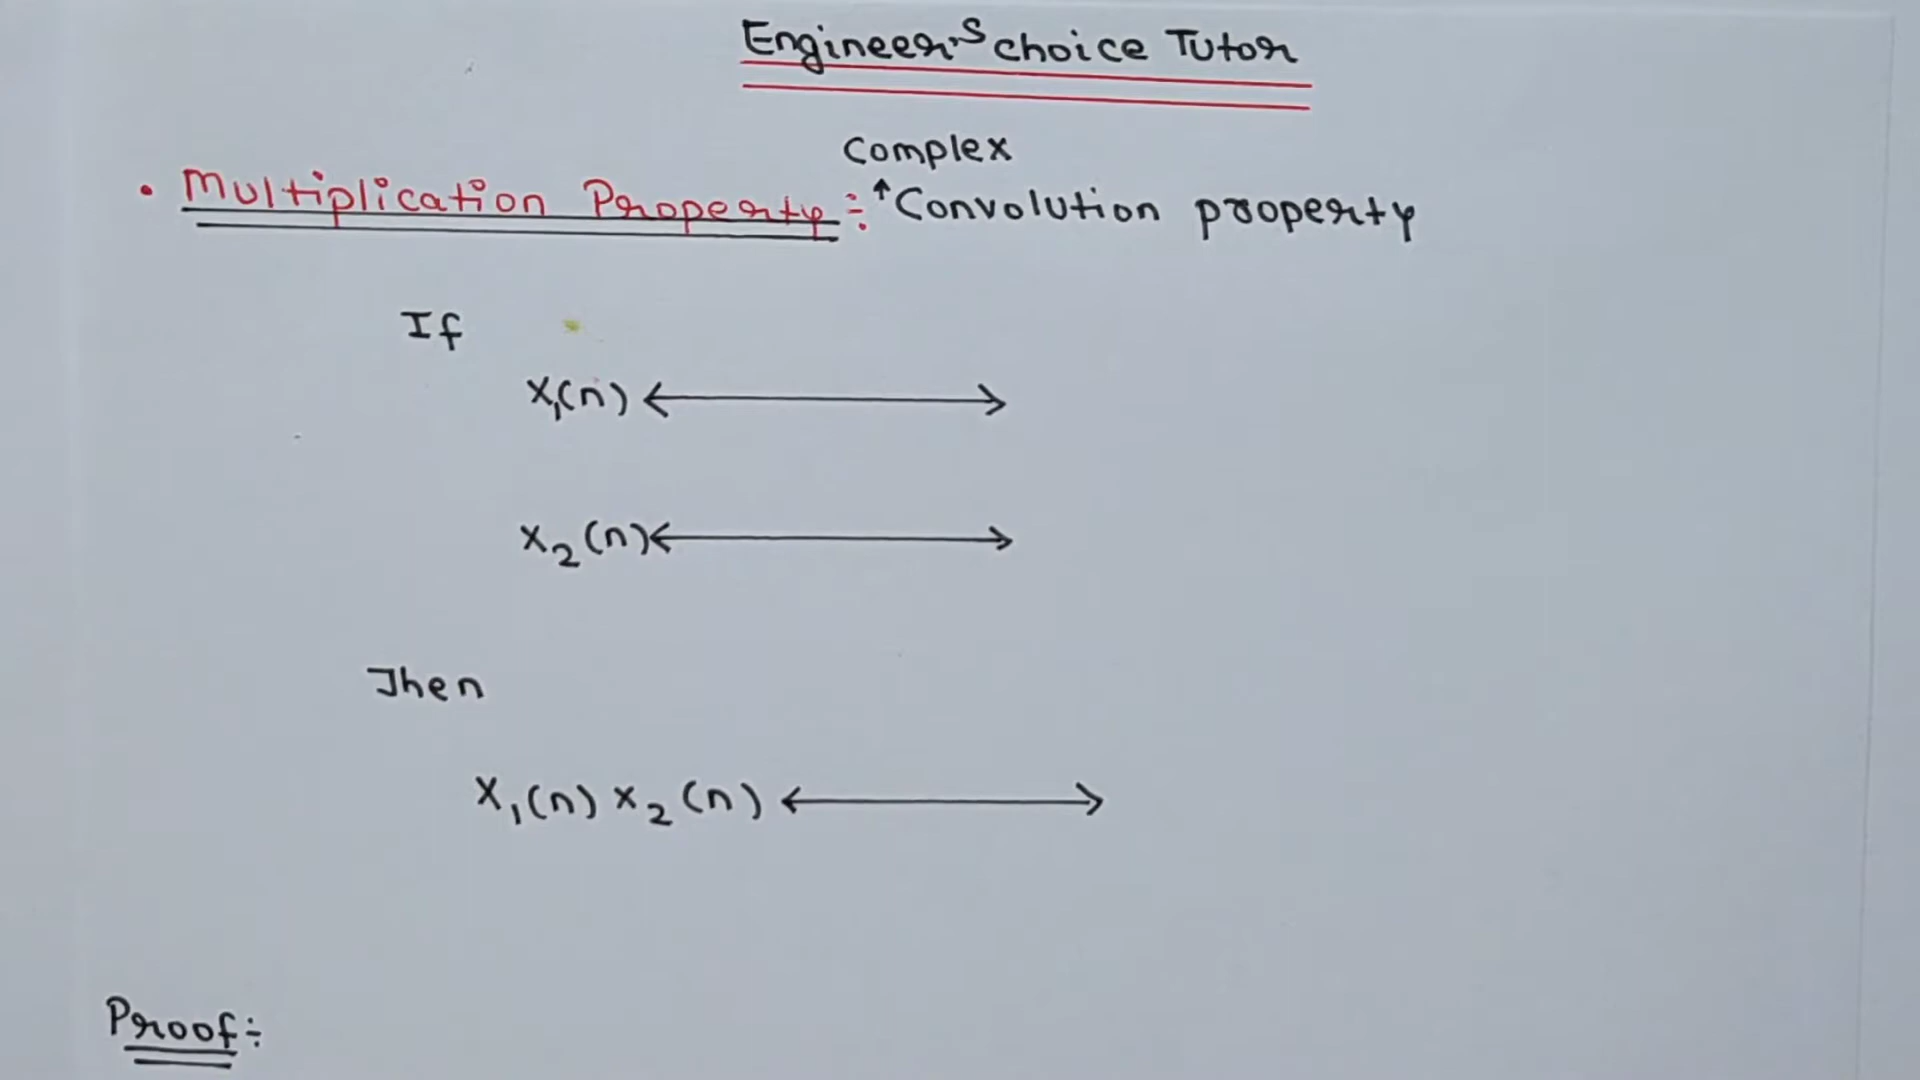 Engineer's choice Tutor
Complex
• Multiplication Property ÷ ↑Convolution property
If
x₁(n) ⟷
x₂(n) ⟷
Then
x₁(n) x₂(n) ⟷
Proof÷